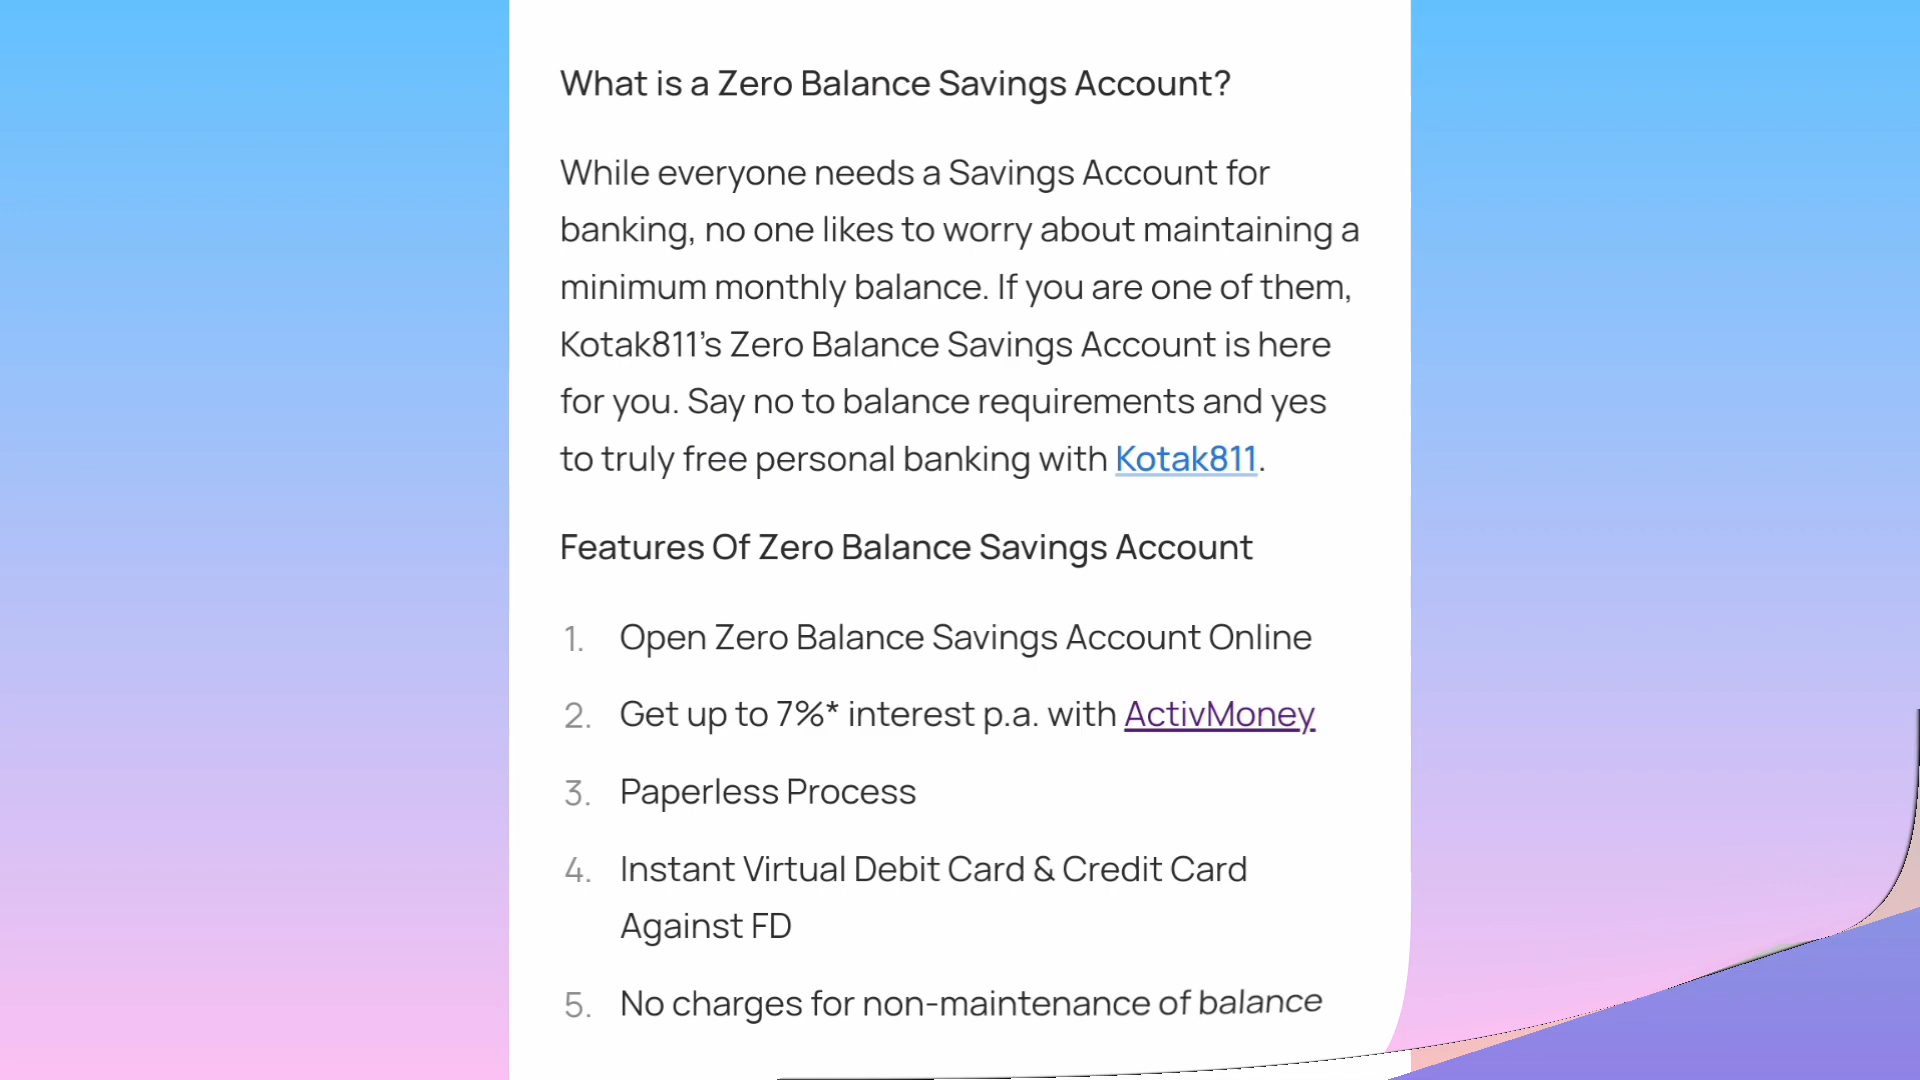 What is a Zero Balance Savings Account?
While everyone needs a Savings Account for
banking, no one likes to worry about maintaining a
minimum monthly balance. If you are one of them,
Kotak811’s Zero Balance Savings Account is here
for you. Say no to balance requirements and yes
to truly free personal banking with Kotak811.
Features Of Zero Balance Savings Account
1. Open Zero Balance Savings Account Online
2. Get up to 7%* interest p.a. with ActivMoney
3. Paperless Process
4. Instant Virtual Debit Card & Credit Card
Against FD
5. No charges for non-maintenance of balance